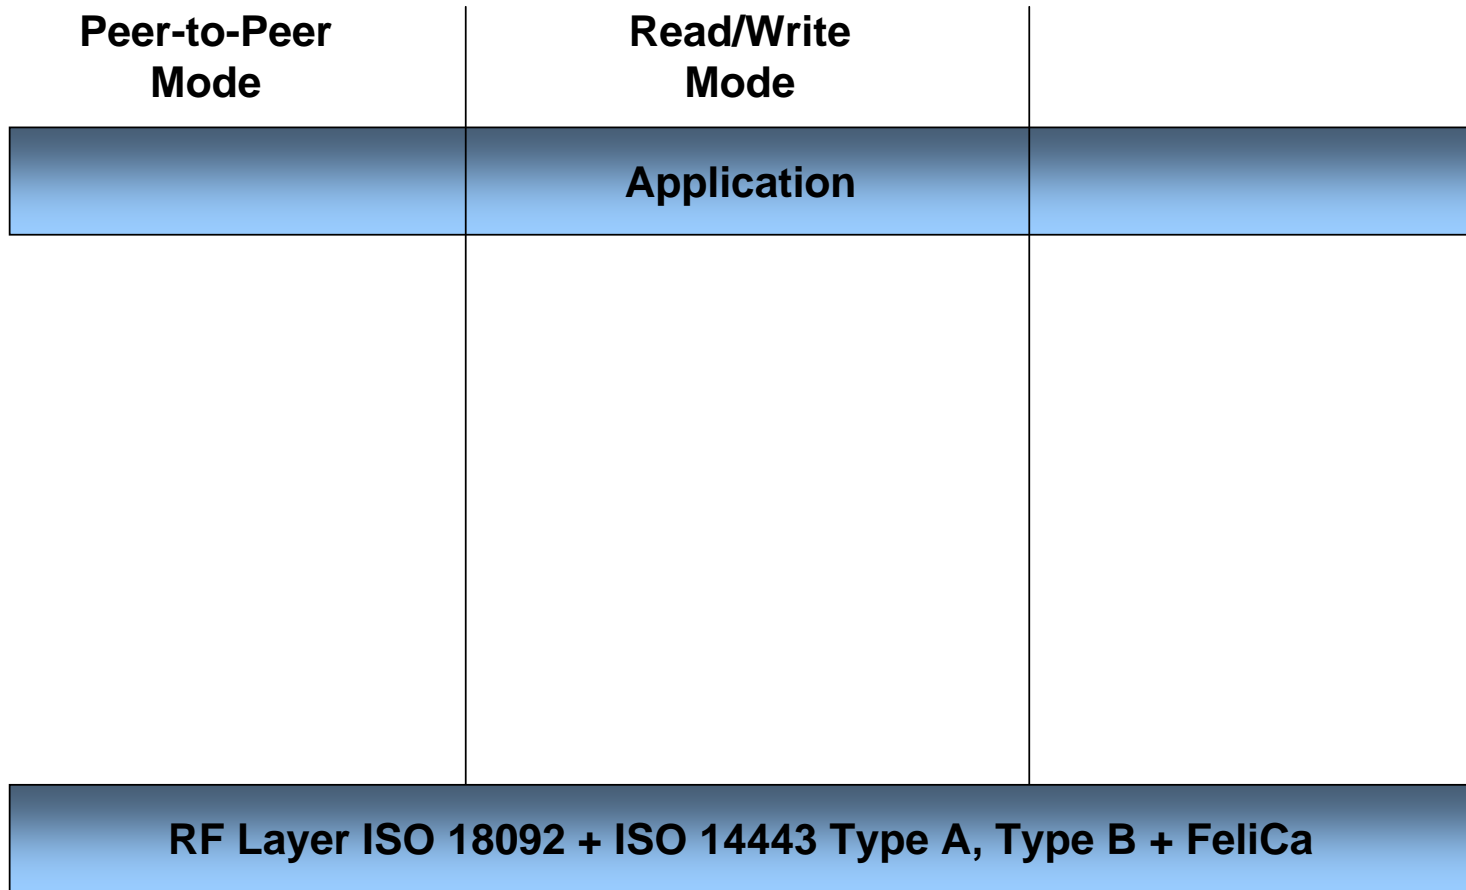 Peer-to-Peer
Mode
Read/Write
Mode
Application
RF Layer ISO 18092 + ISO 14443 Type A, Type B + FeliCa